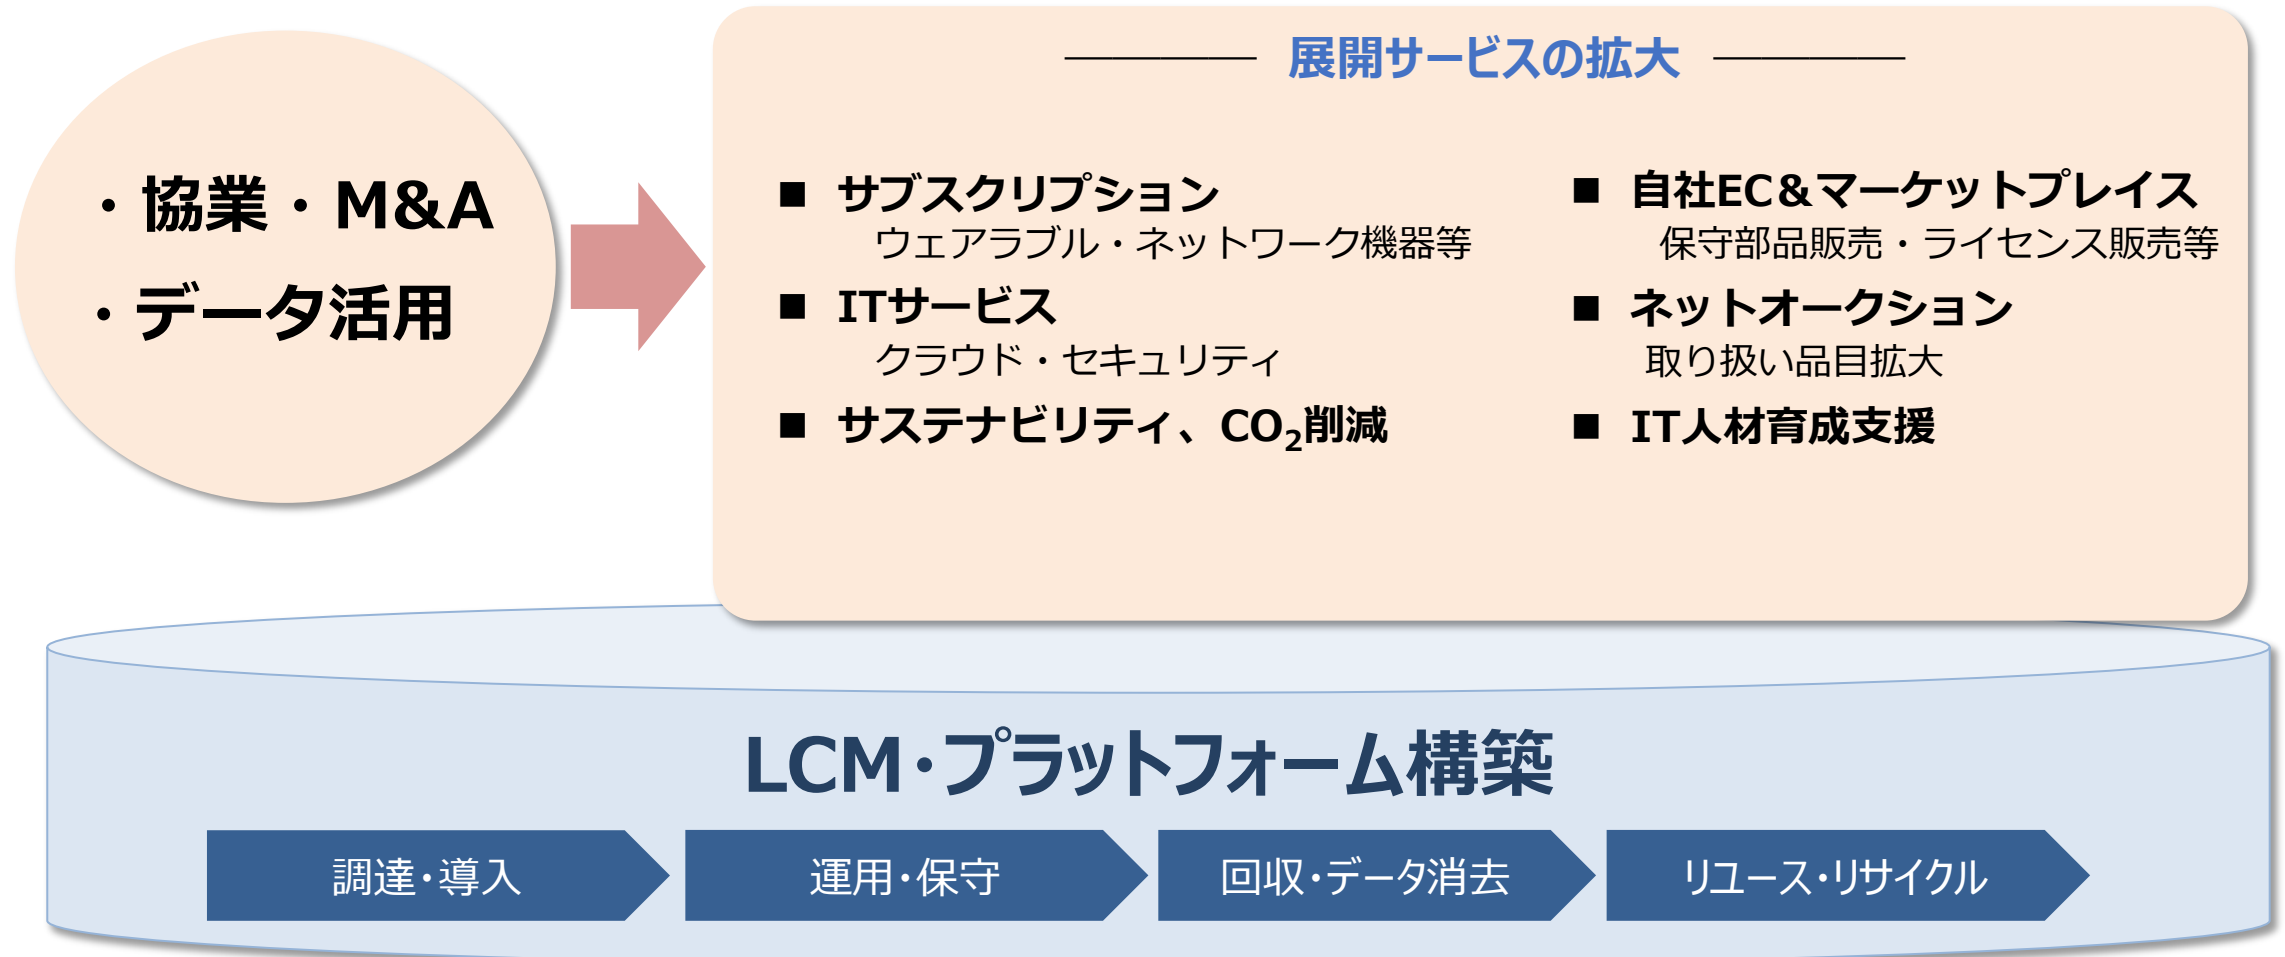 ・協業・M&A
・データ活用
展開サービスの拡大
■ サブスクリプション
ウェアラブル・ネットワーク機器等
■ ITサービス
クラウド・セキュリティ
■ サステナビリティ、CO₂削減
■ 自社EC＆マーケットプレイス
保守部品販売・ライセンス販売等
■ ネットオークション
取り扱い品目拡大
■ IT人材育成支援
LCM・プラットフォーム構築
調達・導入
運用・保守
回収・データ消去
リユース・リサイクル